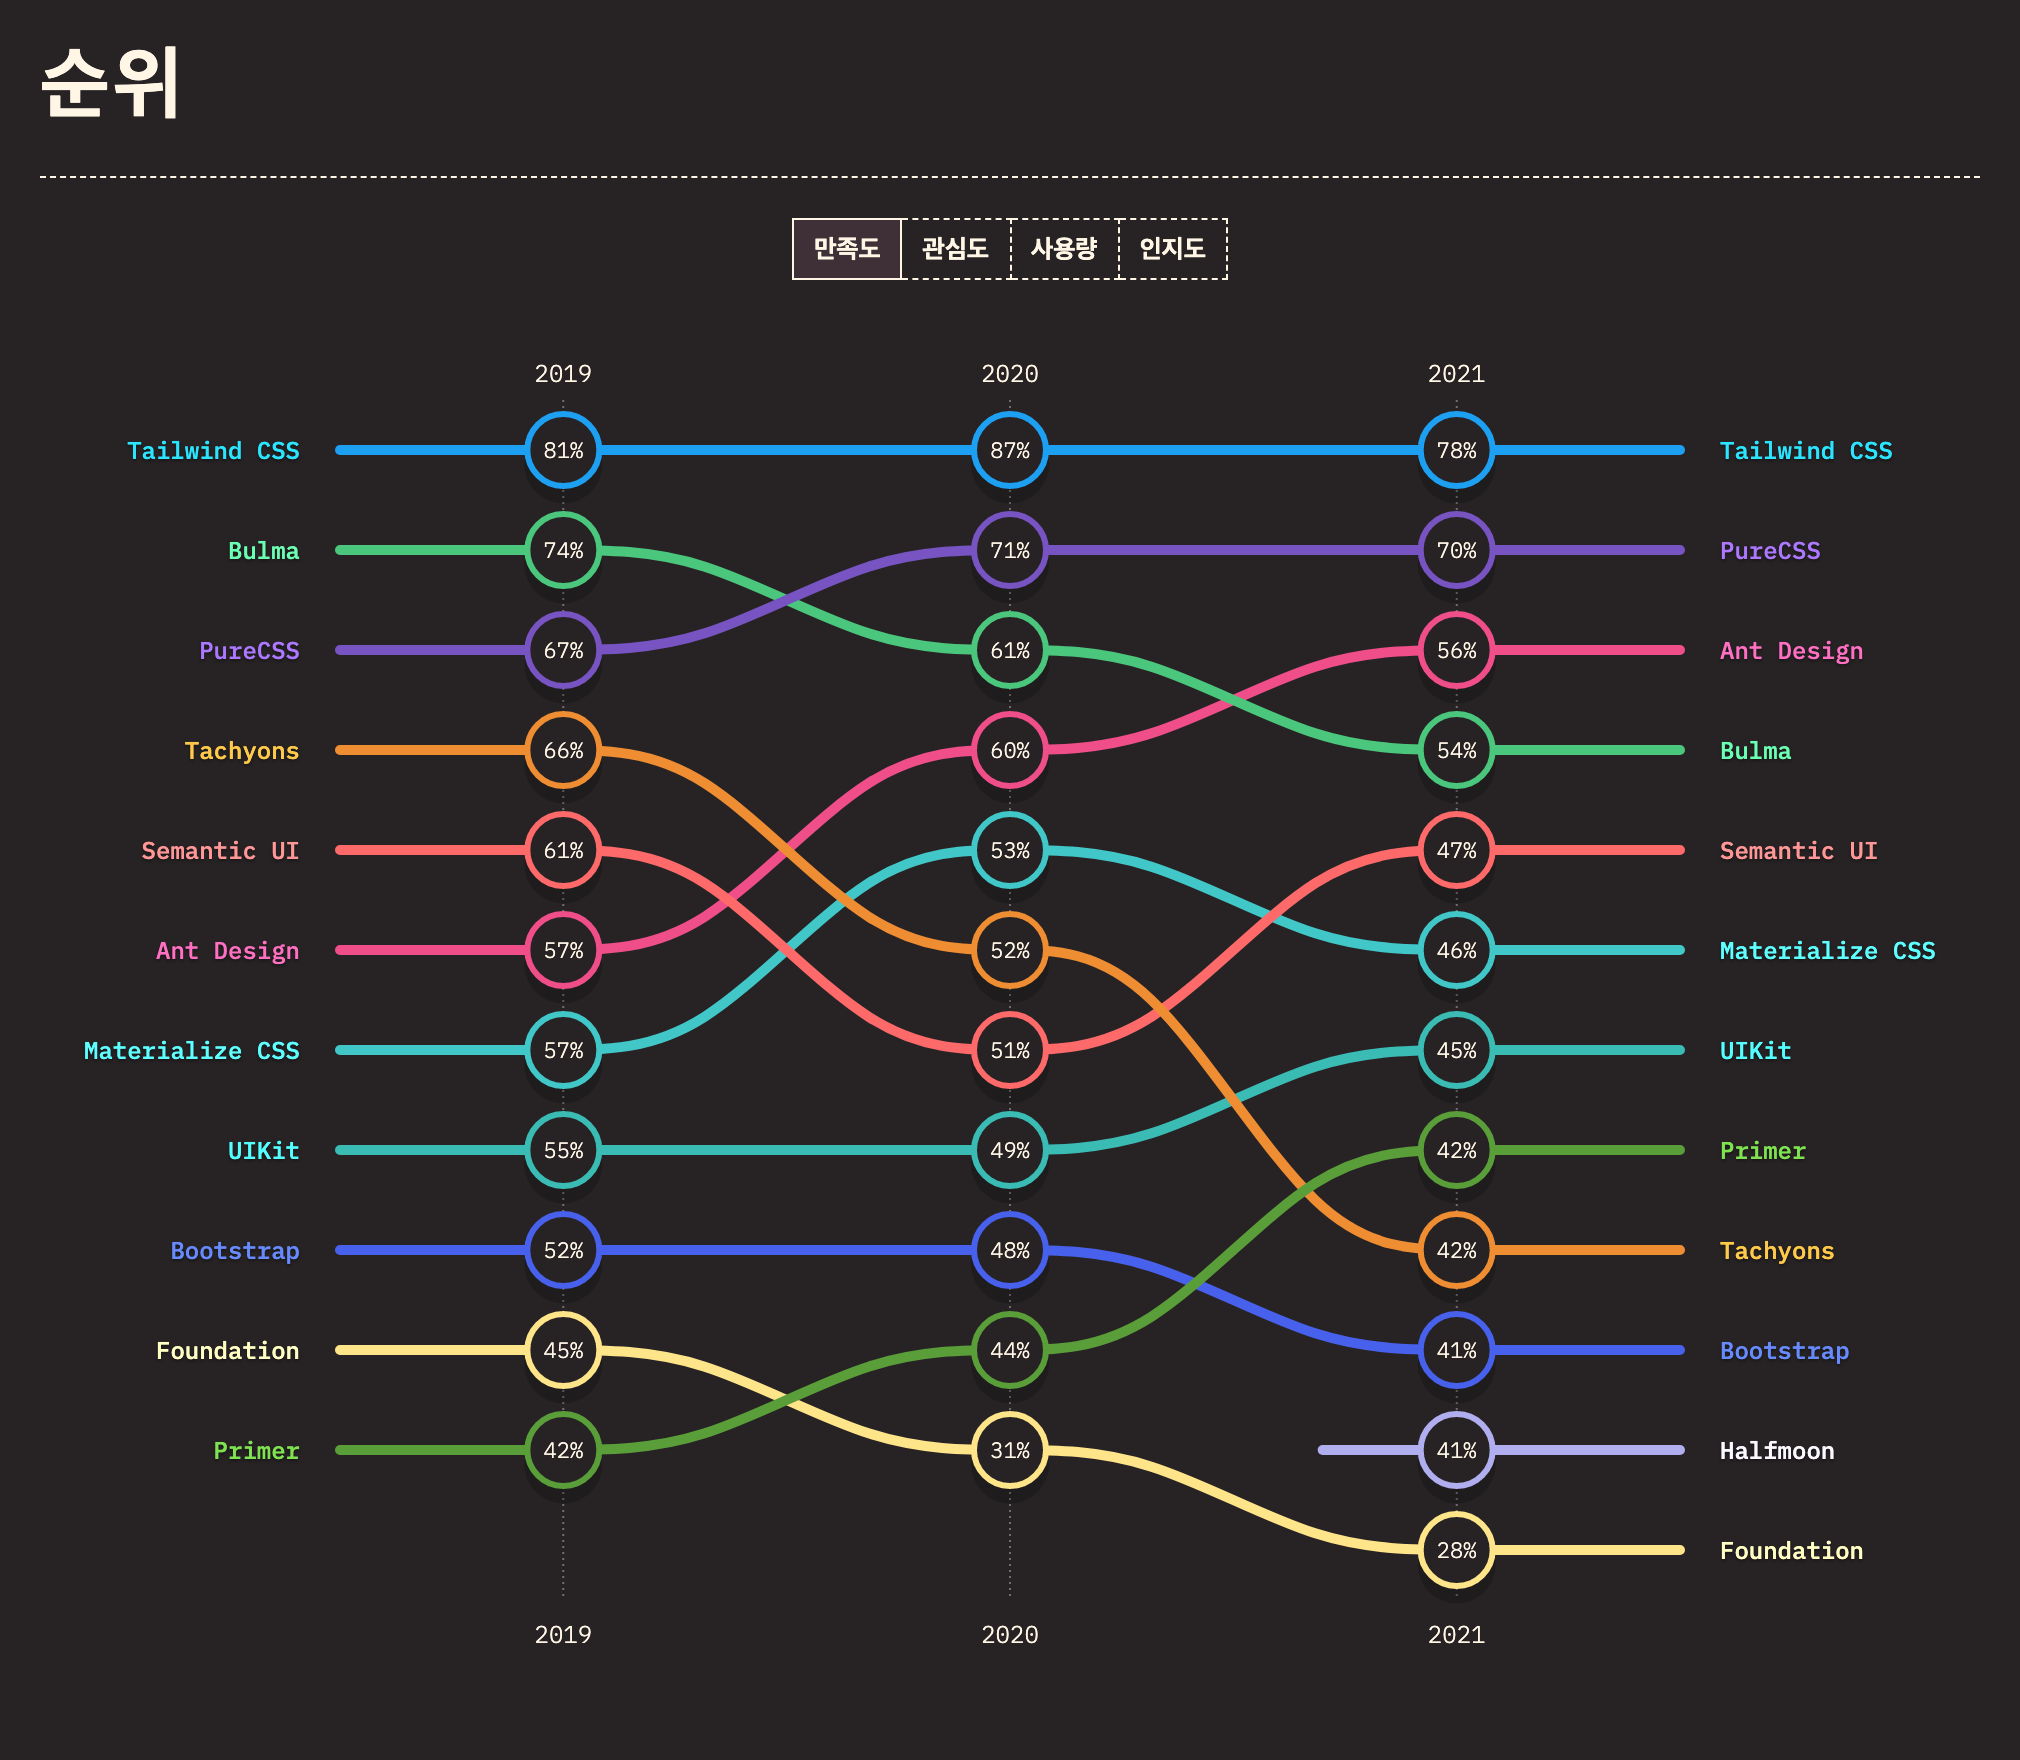 순위
만족도 관심도 사용량 인지도
2019 2020 2021
Tailwind CSS 81% 87% 78% Tailwind CSS
Bulma 74% 71% 70% PureCSS
PureCSS 67% 61% 56% Ant Design
Tachyons 66% 60% 54% Bulma
Semantic UI 61% 53% 47% Semantic UI
Ant Design 57% 52% 46% Materialize CSS
Materialize CSS 57% 51% 45% UIKit
UIKit 55% 49% 42% Primer
Bootstrap 52% 48% 42% Tachyons
Foundation 45% 44% 41% Bootstrap
Primer 42% 31% 41% Halfmoon
28% Foundation
2019 2020 2021